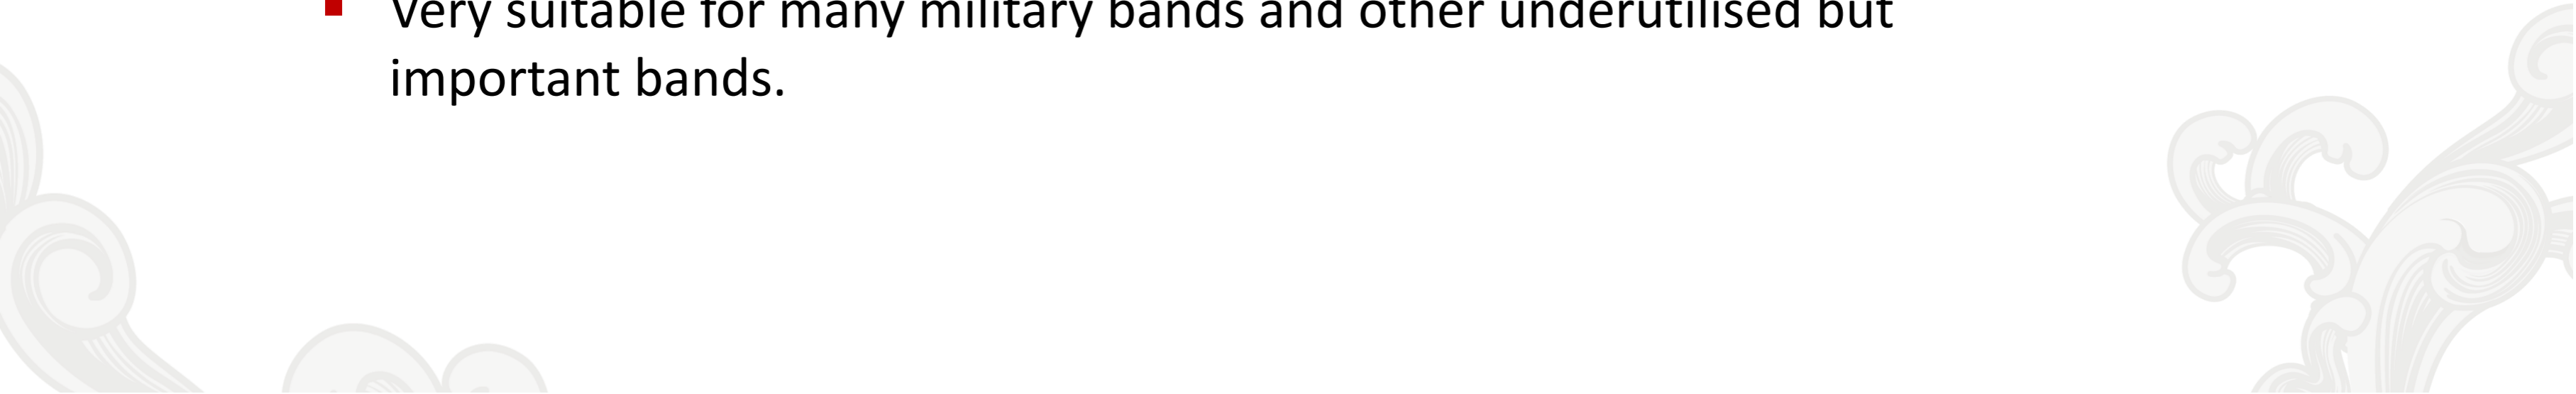 Very suitable for many military bands and other underutilised but
important bands.